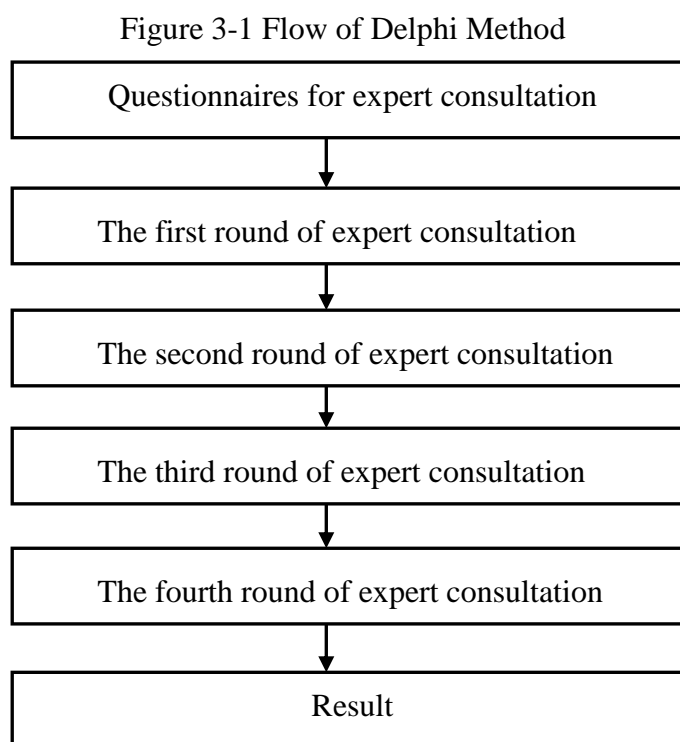 Figure 3-1 Flow of Delphi Method
Questionnaires for expert consultation
The first round of expert consultation
The second round of expert consultation
The third round of expert consultation
The fourth round of expert consultation
Result